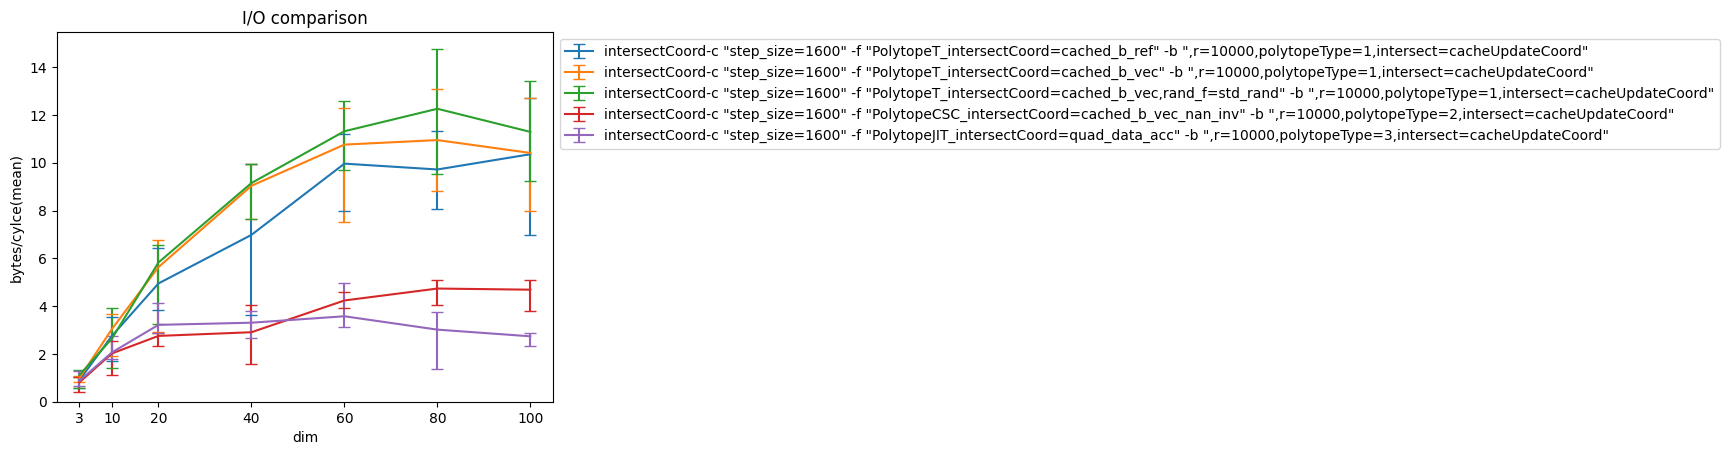 I/O comparison
bytes/cylce(mean)
14
12
10
8
6
4
2
0
3 10 20 40 60 80 100
dim
intersectCoord-c "step_size=1600" -f "PolytopeT_intersectCoord=cached_b_ref" -b ",r=10000,polytopeType=1,intersect=cacheUpdateCoord"
intersectCoord-c "step_size=1600" -f "PolytopeT_intersectCoord=cached_b_vec" -b ",r=10000,polytopeType=1,intersect=cacheUpdateCoord"
intersectCoord-c "step_size=1600" -f "PolytopeT_intersectCoord=cached_b_vec,rand_f=std_rand" -b ",r=10000,polytopeType=1,intersect=cacheUpdateCoord"
intersectCoord-c "step_size=1600" -f "PolytopeCSC_intersectCoord=cached_b_vec_nan_inv" -b ",r=10000,polytopeType=2,intersect=cacheUpdateCoord"
intersectCoord-c "step_size=1600" -f "PolytopeJIT_intersectCoord=quad_data_acc" -b ",r=10000,polytopeType=3,intersect=cacheUpdateCoord"